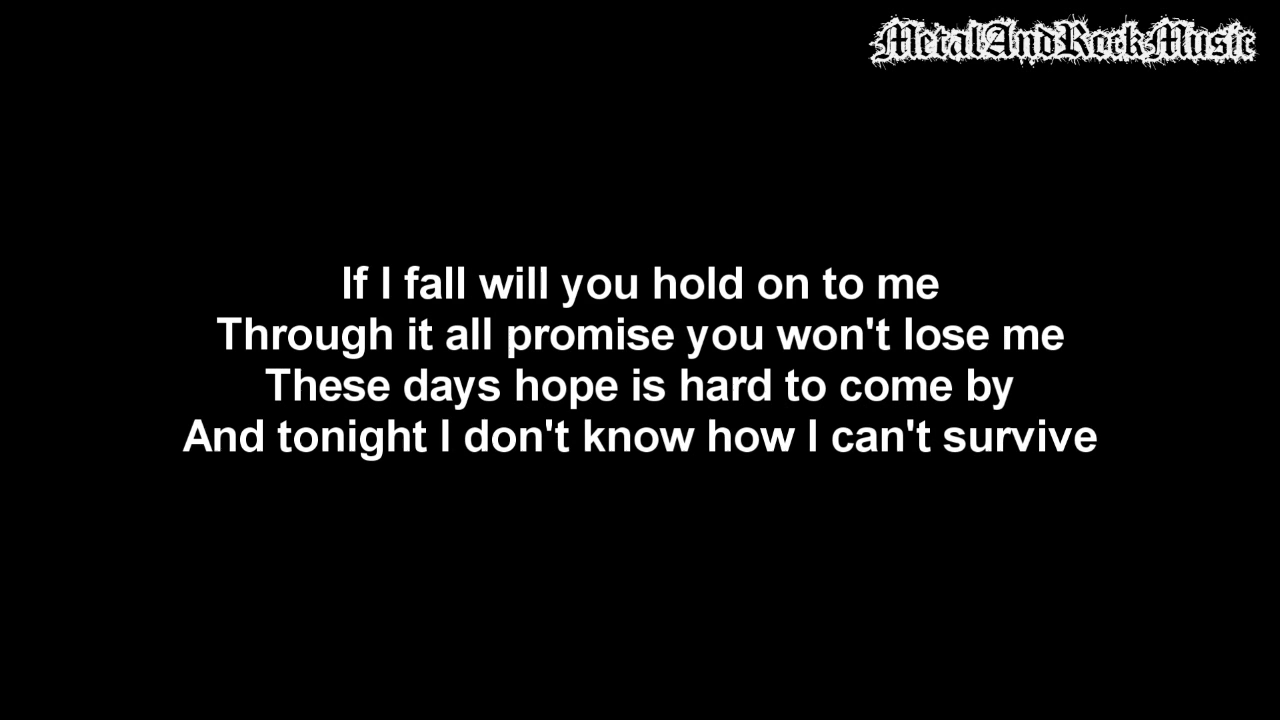 MetalAndRockMusic
If I fall will you hold on to me
Through it all promise you won't lose me
These days hope is hard to come by
And tonight I don't know how I can't survive